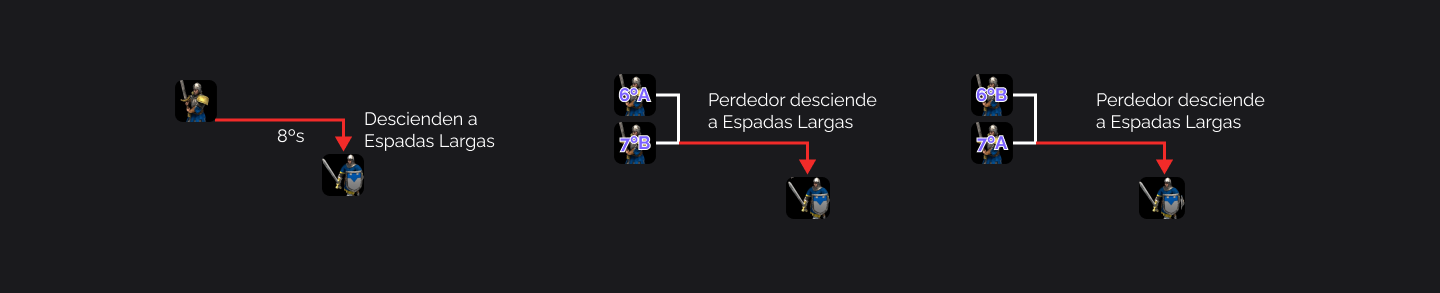 8ºs
Descienden a
Espadas Largas
6ºA
7ºB
Perdedor desciende
a Espadas Largas
6ºB
7ºA
Perdedor desciende
a Espadas Largas